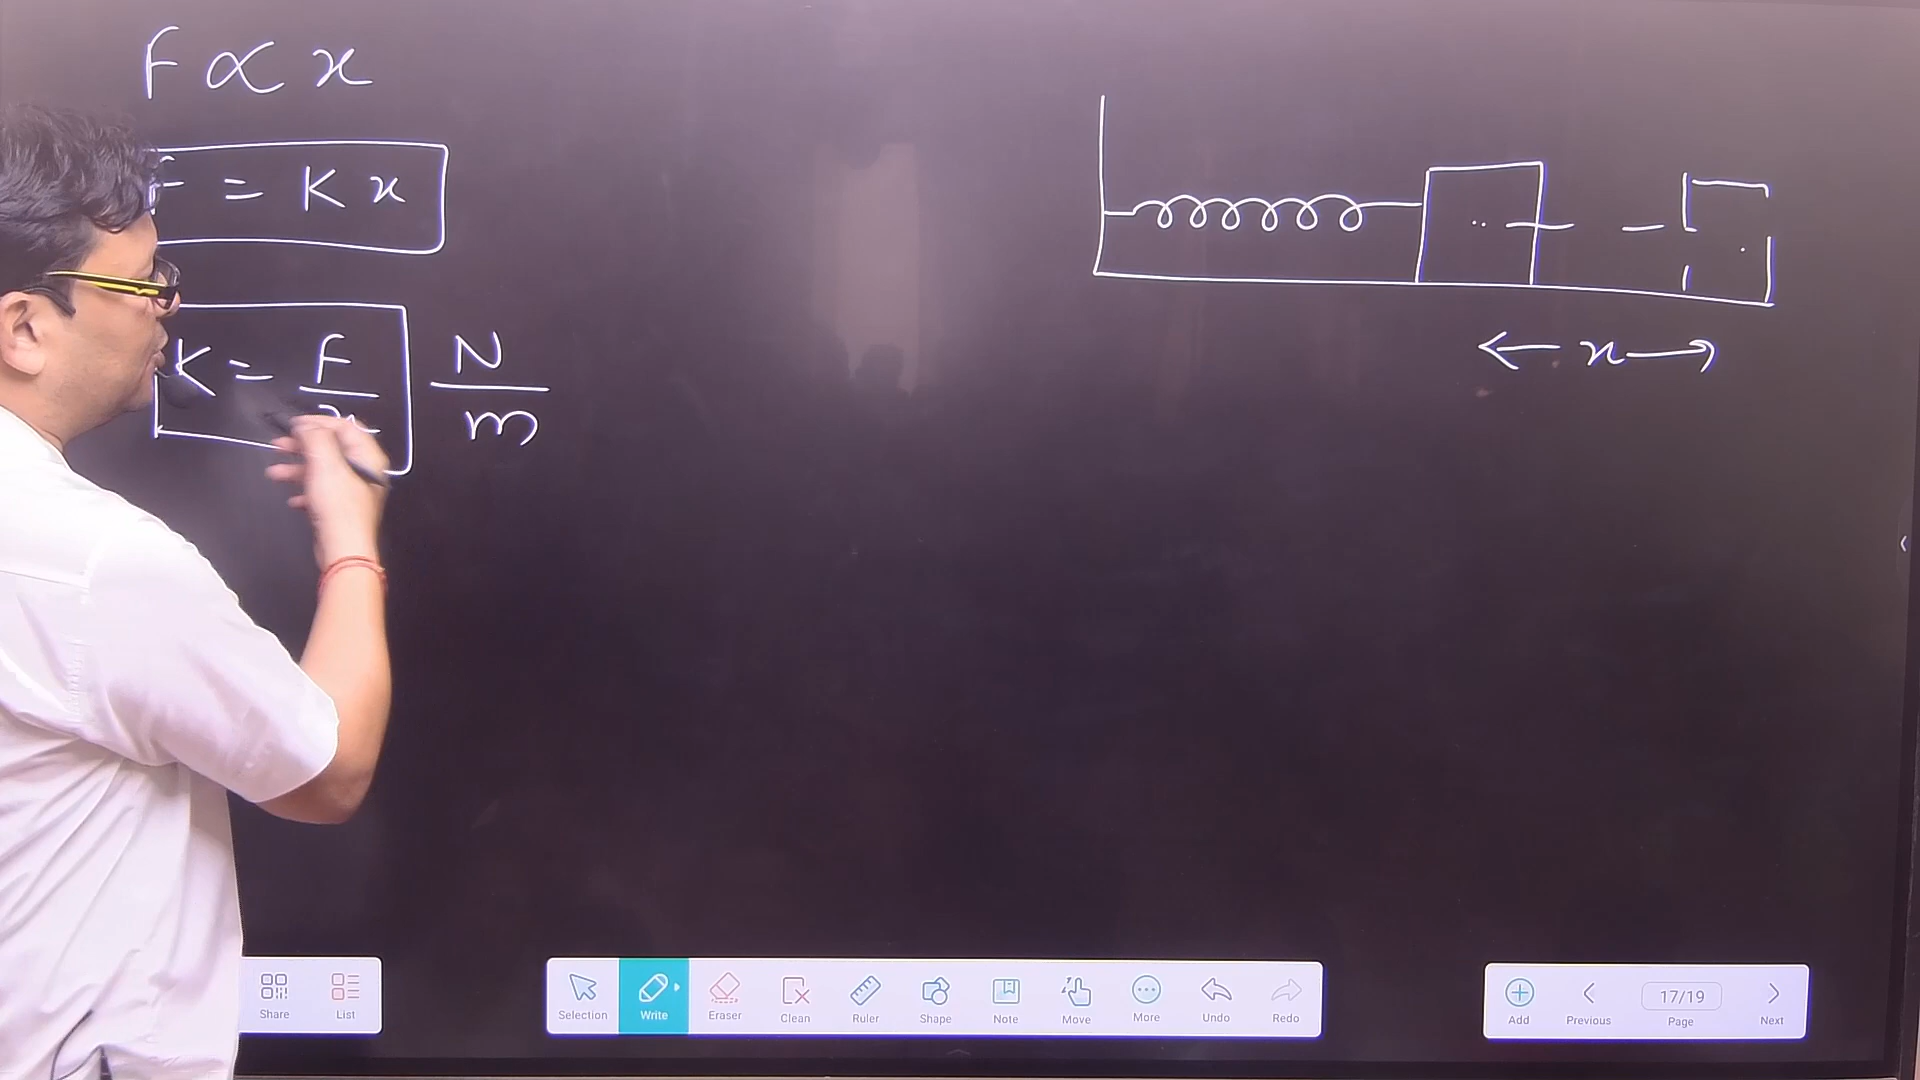 F ∝ x
F = K x
K = F/x N/m
← x →
Share
List
Selection
Write
Eraser
Clean
Ruler
Shape
Note
Move
More
Undo
Redo
Add
Previous
17/19
Page
Next